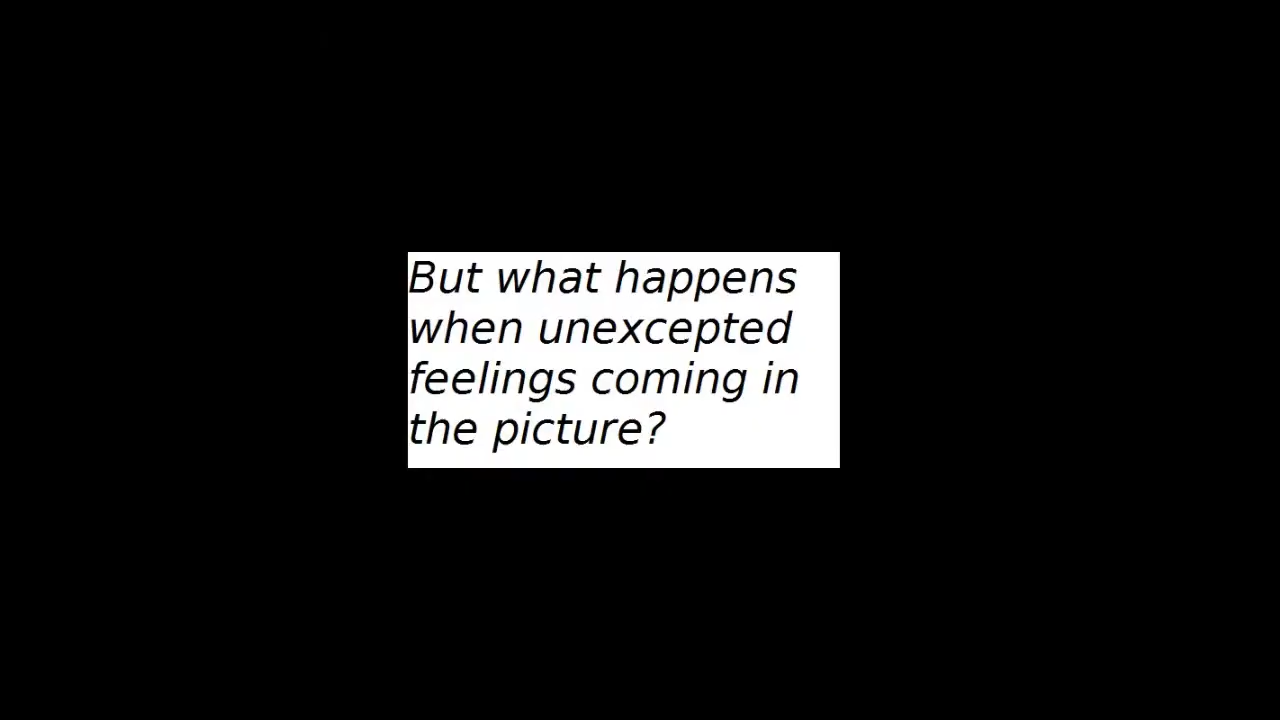 But what happens
when unexcepted
feelings coming in
the picture?